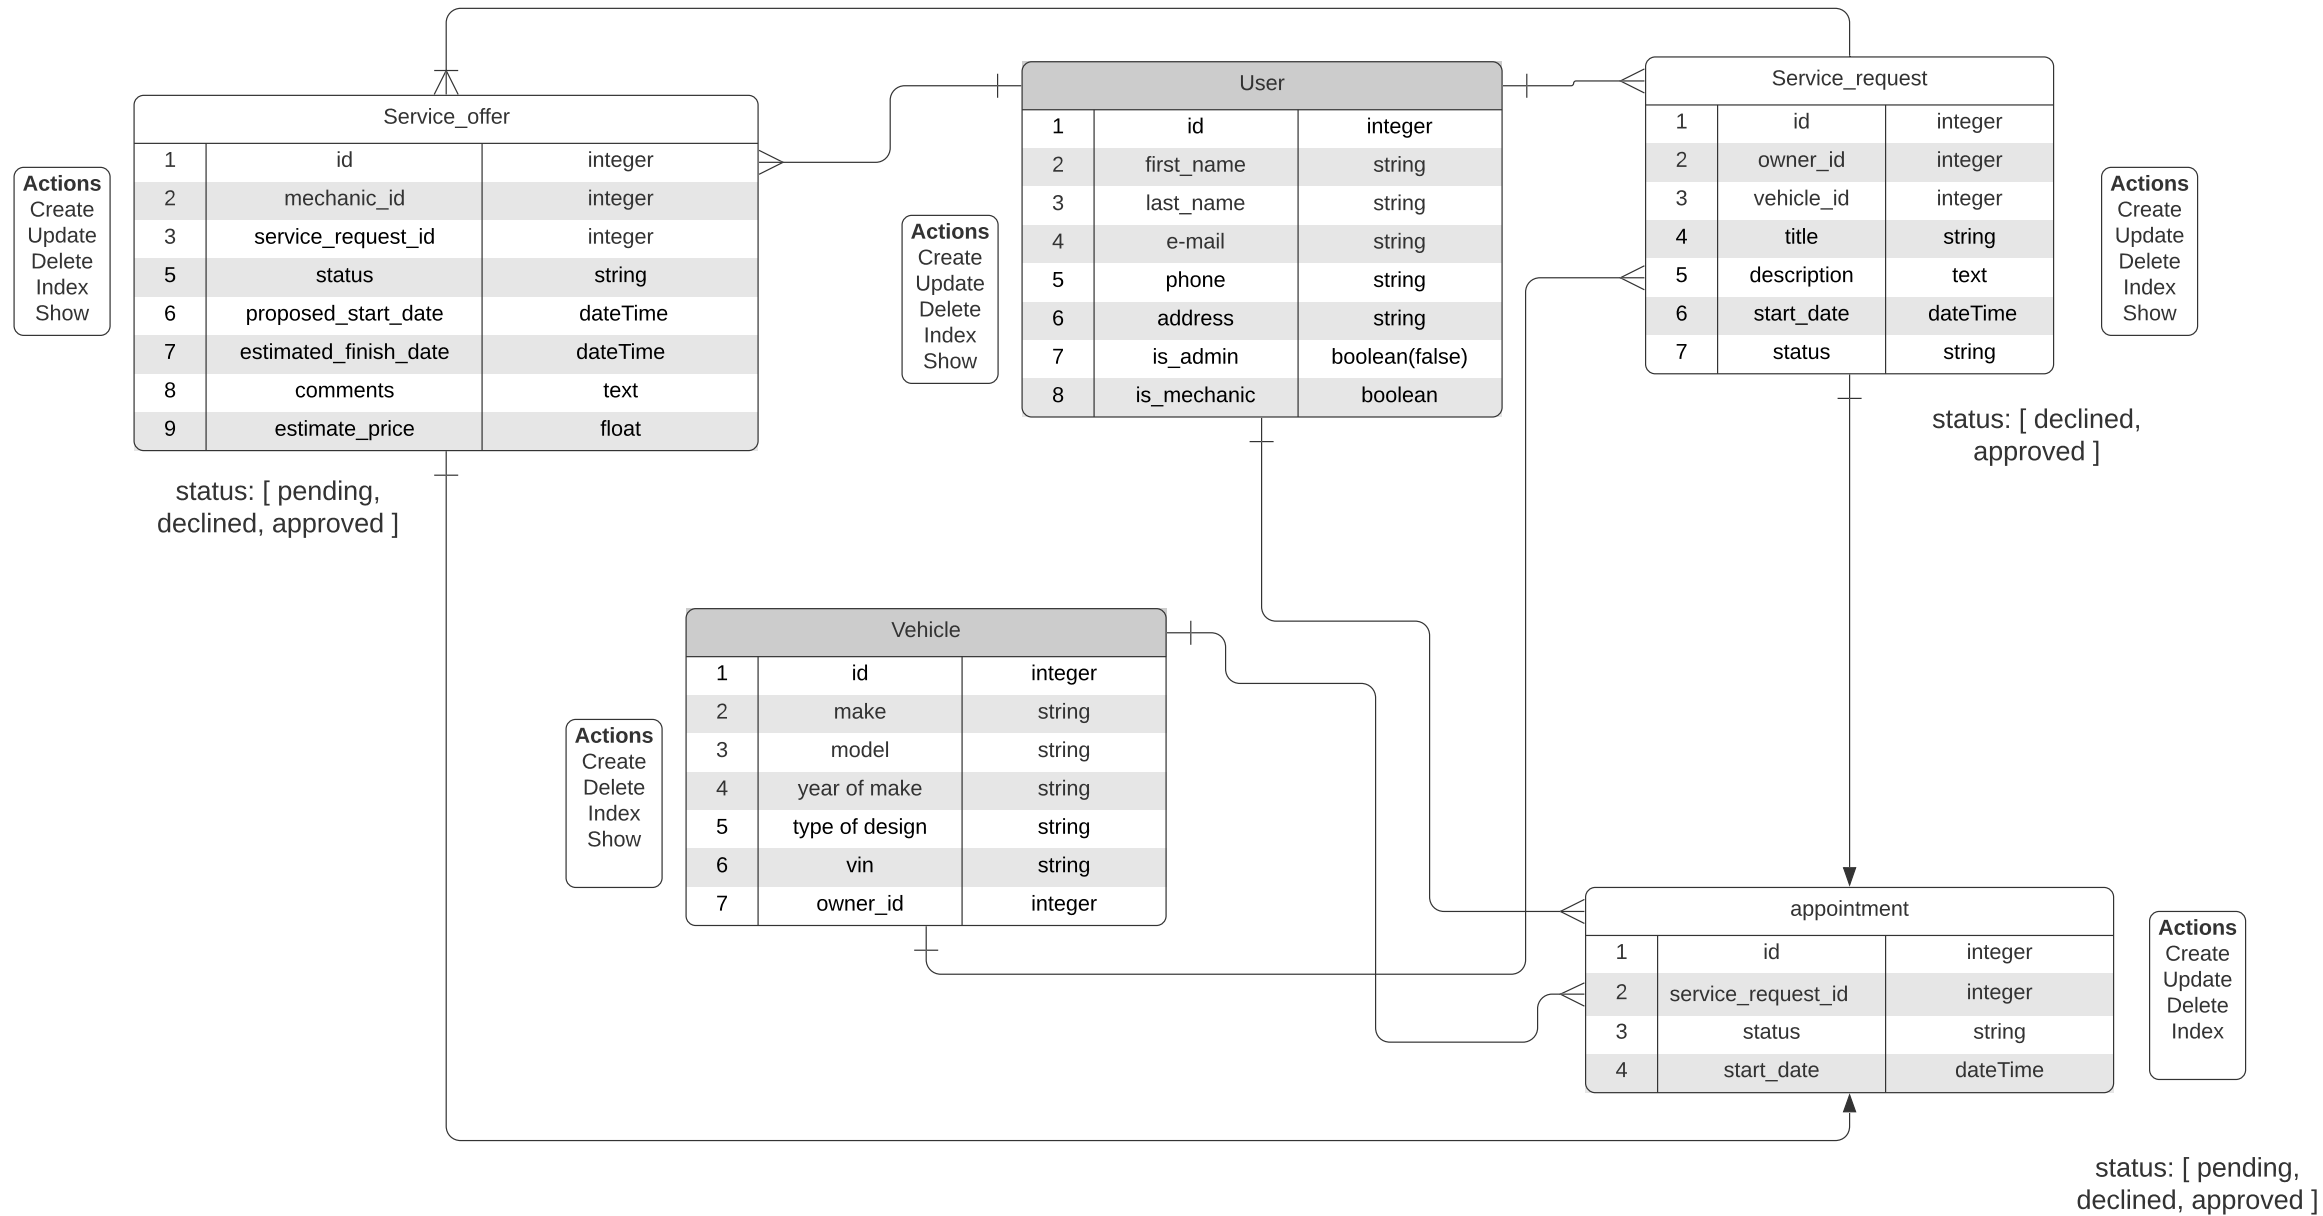 Service_offer
1 id integer
2 mechanic_id integer
3 service_request_id integer
5 status string
6 proposed_start_date dateTime
7 estimated_finish_date dateTime
8 comments text
9 estimate_price float
Actions
Create
Update
Delete
Index
Show
status: [ pending,
declined, approved ]
User
1 id integer
2 first_name string
3 last_name string
4 e-mail string
5 phone string
6 address string
7 is_admin boolean(false)
8 is_mechanic boolean
Actions
Create
Update
Delete
Index
Show
Service_request
1 id integer
2 owner_id integer
3 vehicle_id integer
4 title string
5 description text
6 start_date dateTime
7 status string
Actions
Create
Update
Delete
Index
Show
status: [ declined,
approved ]
Vehicle
1 id integer
2 make string
3 model string
4 year of make string
5 type of design string
6 vin string
7 owner_id integer
Actions
Create
Delete
Index
Show
appointment
1 id integer
2 service_request_id integer
3 status string
4 start_date dateTime
Actions
Create
Update
Delete
Index
status: [ pending,
declined, approved ]